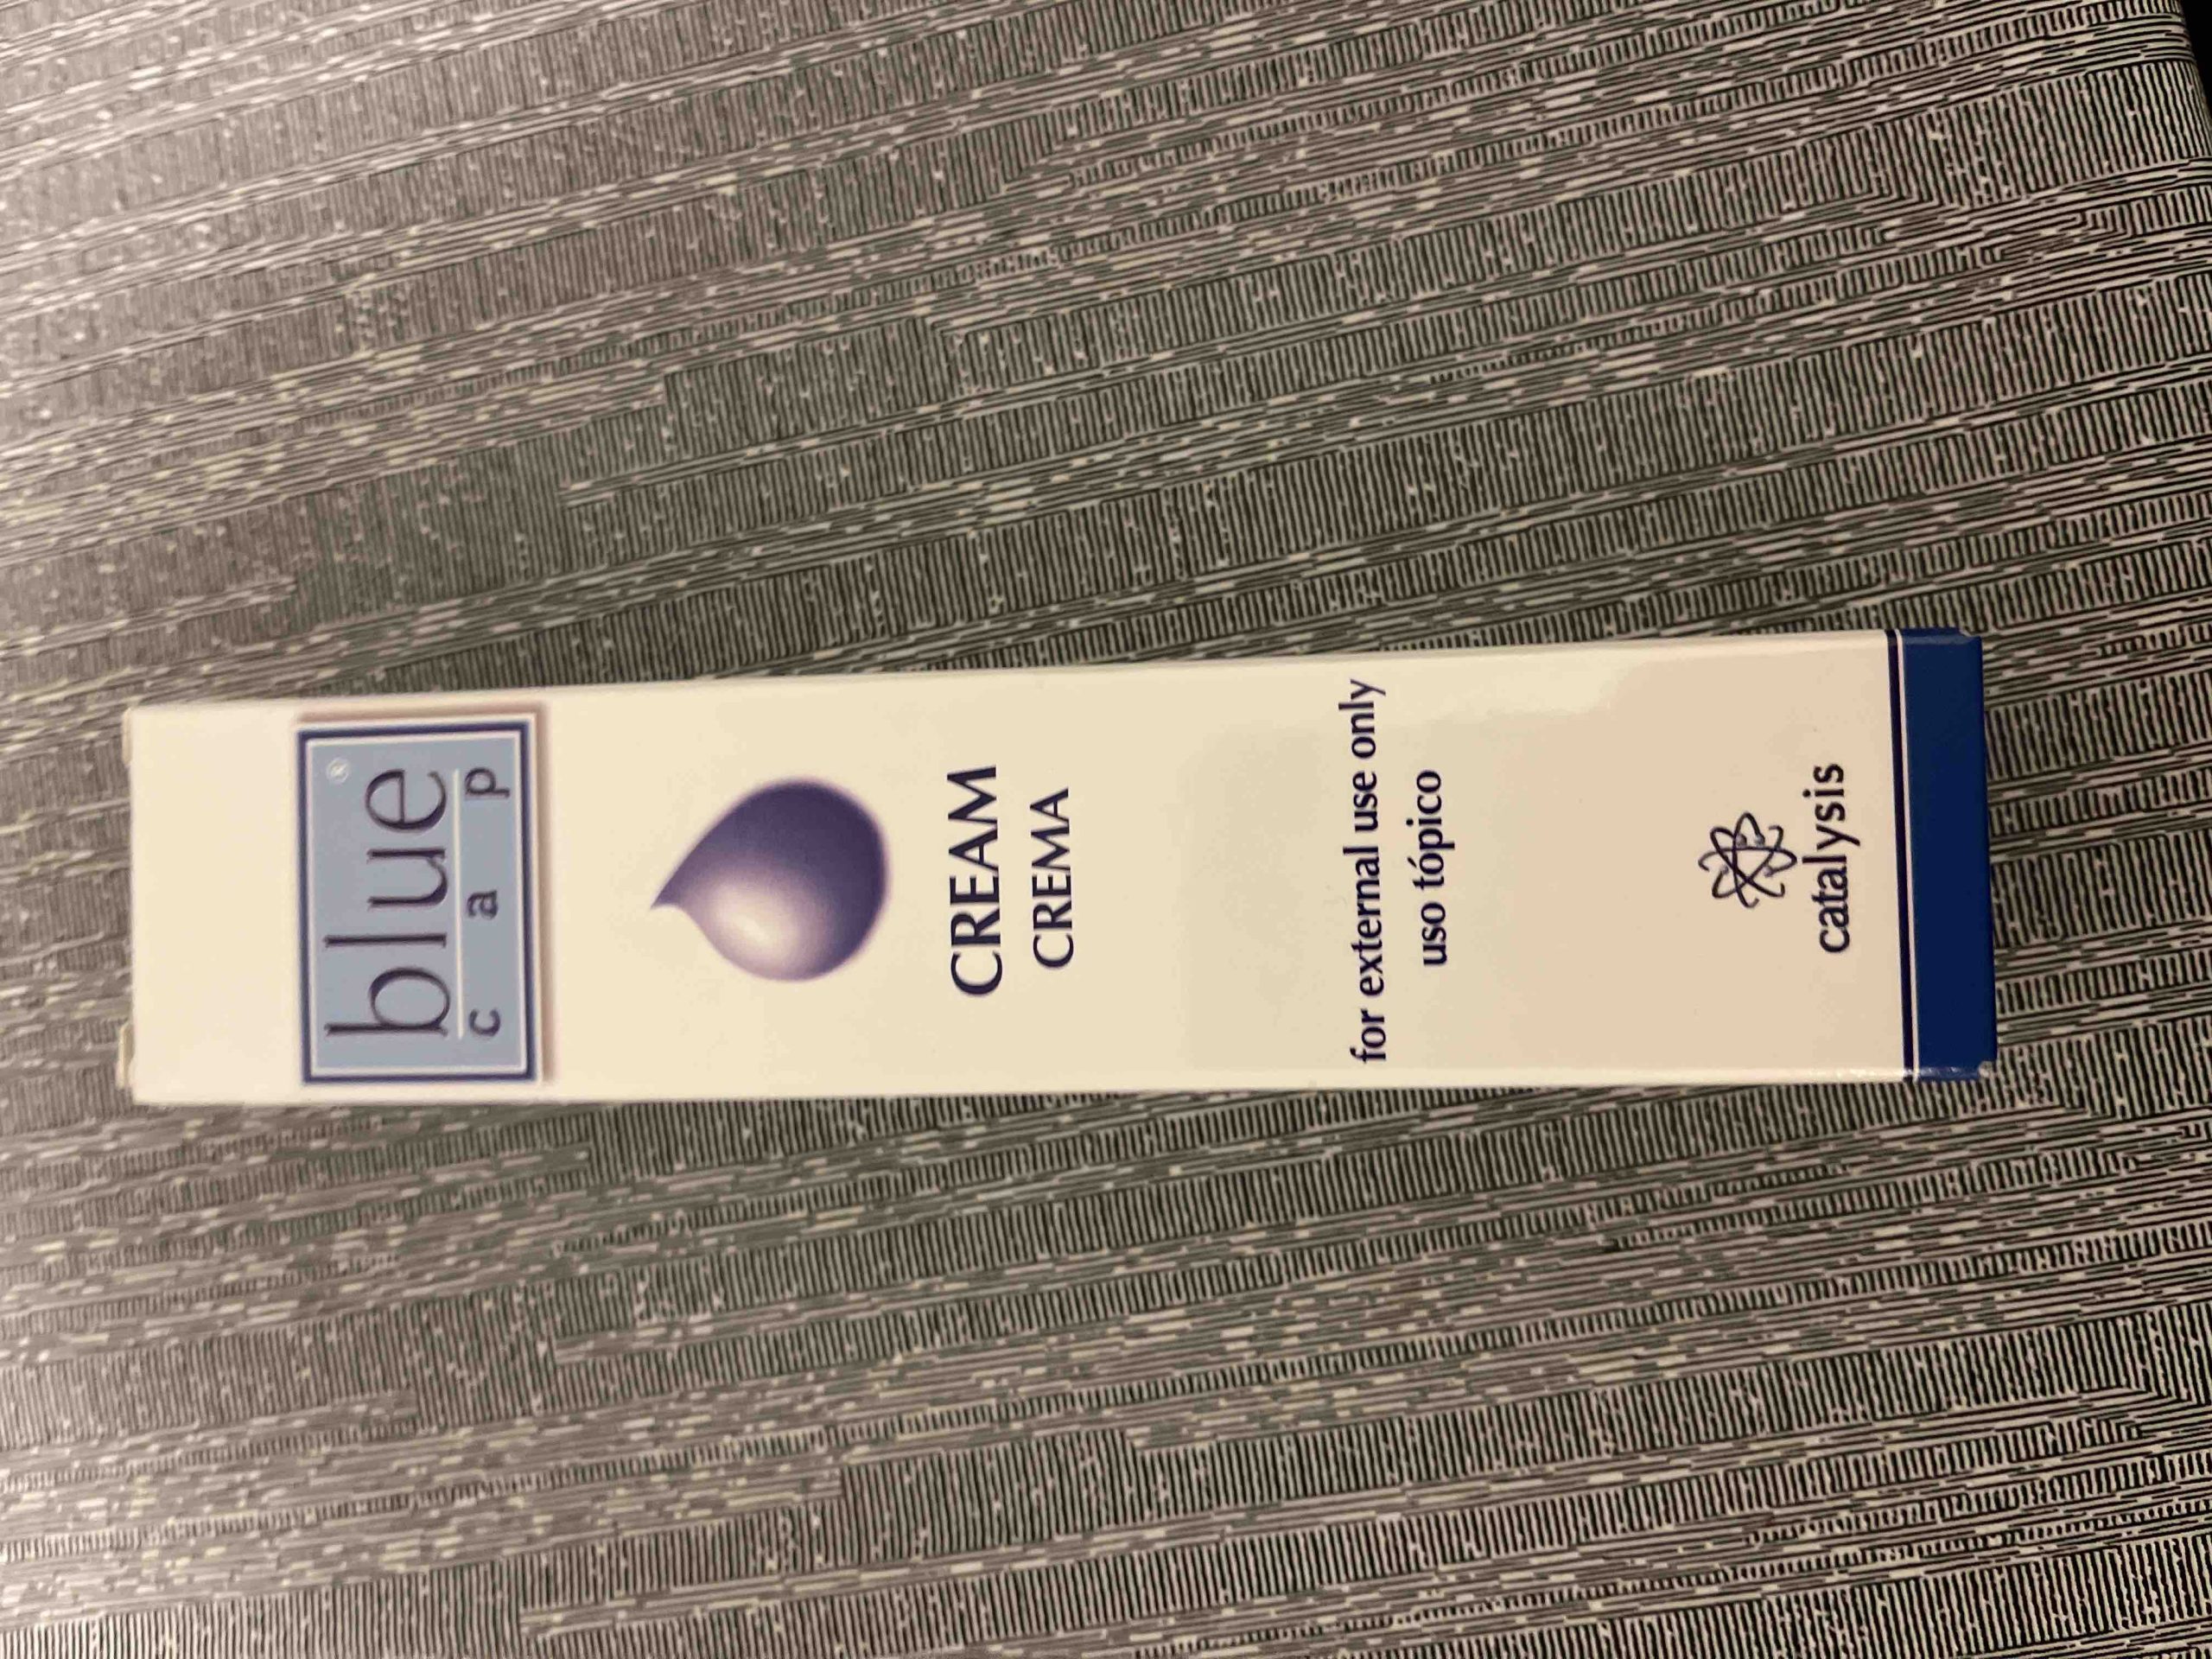 blue®
cap
CREAM
CREMA
for external use only
uso tópico
catalysis